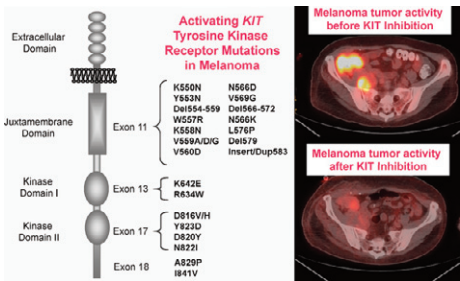 Activating KIT
Tyrosine Kinase
Receptor Mutations
in Melanoma
Extracellular
Domain
Juxtamembrane
Domain
Exon 11
K550N N566D
Y553N V569G
Del554-559 Del566-572
W557R N566K
K558N L576P
V559A/D/G Del579
V560D Insert/Dup583
Kinase
Domain I
Exon 13
K642E
R634W
Kinase
Domain II
Exon 17
D816V/H
Y823D
D820Y
N822I
Exon 18
A829P
I841V
Melanoma tumor activity
before KIT Inhibition
Melanoma tumor activity
after KIT Inhibition